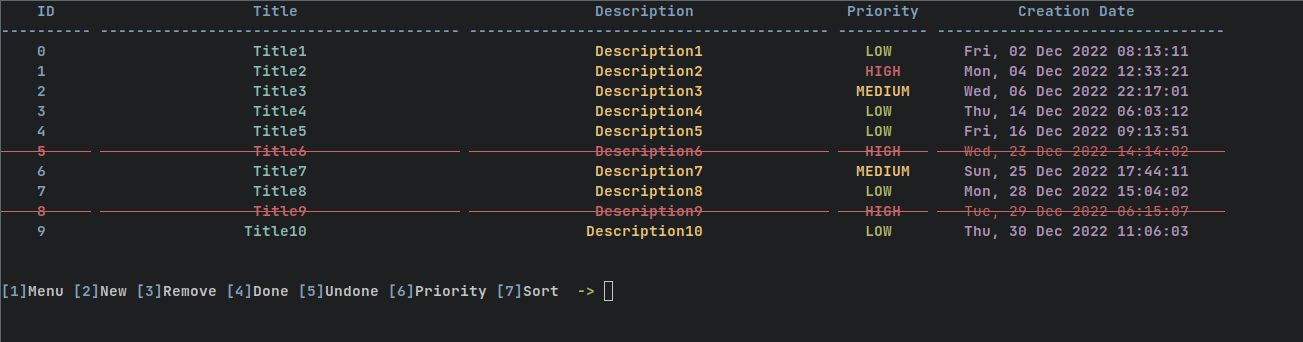 ID Title Description Priority Creation Date
---------- ---------------------------------------- ---------------------------------------- ---------- --------------------------------
0 Title1 Description1 LOW Fri, 02 Dec 2022 08:13:11
1 Title2 Description2 HIGH Mon, 04 Dec 2022 12:33:21
2 Title3 Description3 MEDIUM Wed, 06 Dec 2022 22:17:01
3 Title4 Description4 LOW Thu, 14 Dec 2022 06:03:12
4 Title5 Description5 LOW Fri, 16 Dec 2022 09:13:51
5 Title6 Description6 HIGH Wed, 23 Dec 2022 14:14:02
6 Title7 Description7 MEDIUM Sun, 25 Dec 2022 17:44:11
7 Title8 Description8 LOW Mon, 28 Dec 2022 15:04:02
8 Title9 Description9 HIGH Tue, 29 Dec 2022 06:15:07
9 Title10 Description10 LOW Thu, 30 Dec 2022 11:06:03
[1]Menu [2]New [3]Remove [4]Done [5]Undone [6]Priority [7]Sort ->